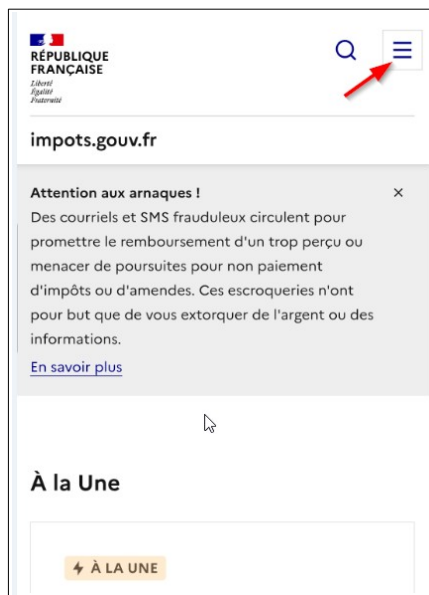 RÉPUBLIQUE
FRANÇAISE
Liberté
Égalité
Fraternité
impots.gouv.fr
Attention aux arnaques !
Des courriels et SMS frauduleux circulent pour
promettre le remboursement d'un trop perçu ou
menacer de poursuites pour non paiement
d'impôts ou d'amendes. Ces escroqueries n'ont
pour but que de vous extorquer de l'argent ou des
informations.
En savoir plus
À la Une
À LA UNE